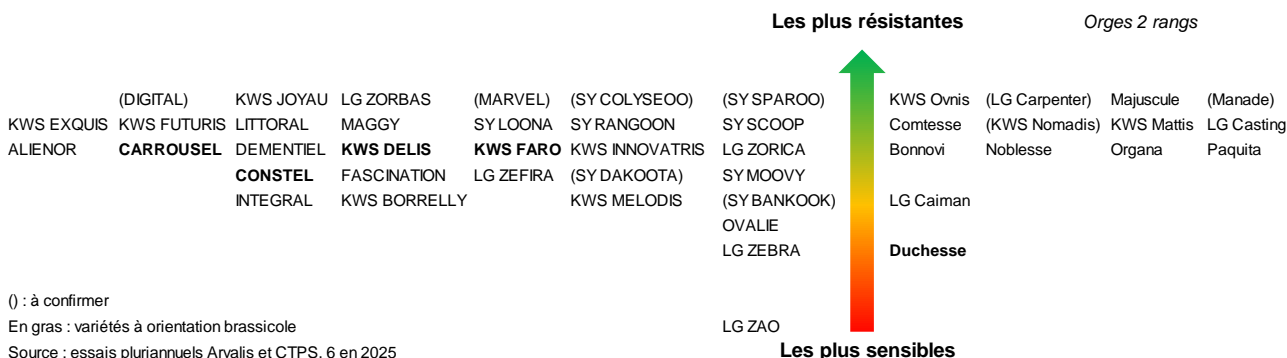 Les plus résistantes Orges 2 rangs
(DIGITAL) KWS JOYAU LG ZORBAS (MARVEL) (SY COLYSEOO) (SY SPAROO) KWS Ovnis (LG Carpenter) Majuscule (Manade)
KWS EXQUIS KWS FUTURIS LITTORAL MAGGY SY LOONA SY RANGOON SY SCOOP Comtesse (KWS Nomadis) KWS Mattis LG Casting
ALIENOR CARROUSEL DEMENTIEL KWS DELIS KWS FARO KWS INNOVATRIS LG ZORICA Bonnovi Noblesse Organa Paquita
CONSTEL FASCINATION LG ZEFIRA (SY DAKOOTA) SY MOOVY
INTEGRAL KWS BORRELLY KWS MELODIS (SY BANKOOK) LG Caiman
OVALIE
LG ZEBRA Duchesse
() : à confirmer
En gras : variétés à orientation brassicole LG ZAO
Source : essais pluriannuels Arvalis et CTPS, 6 en 2025 Les plus sensibles